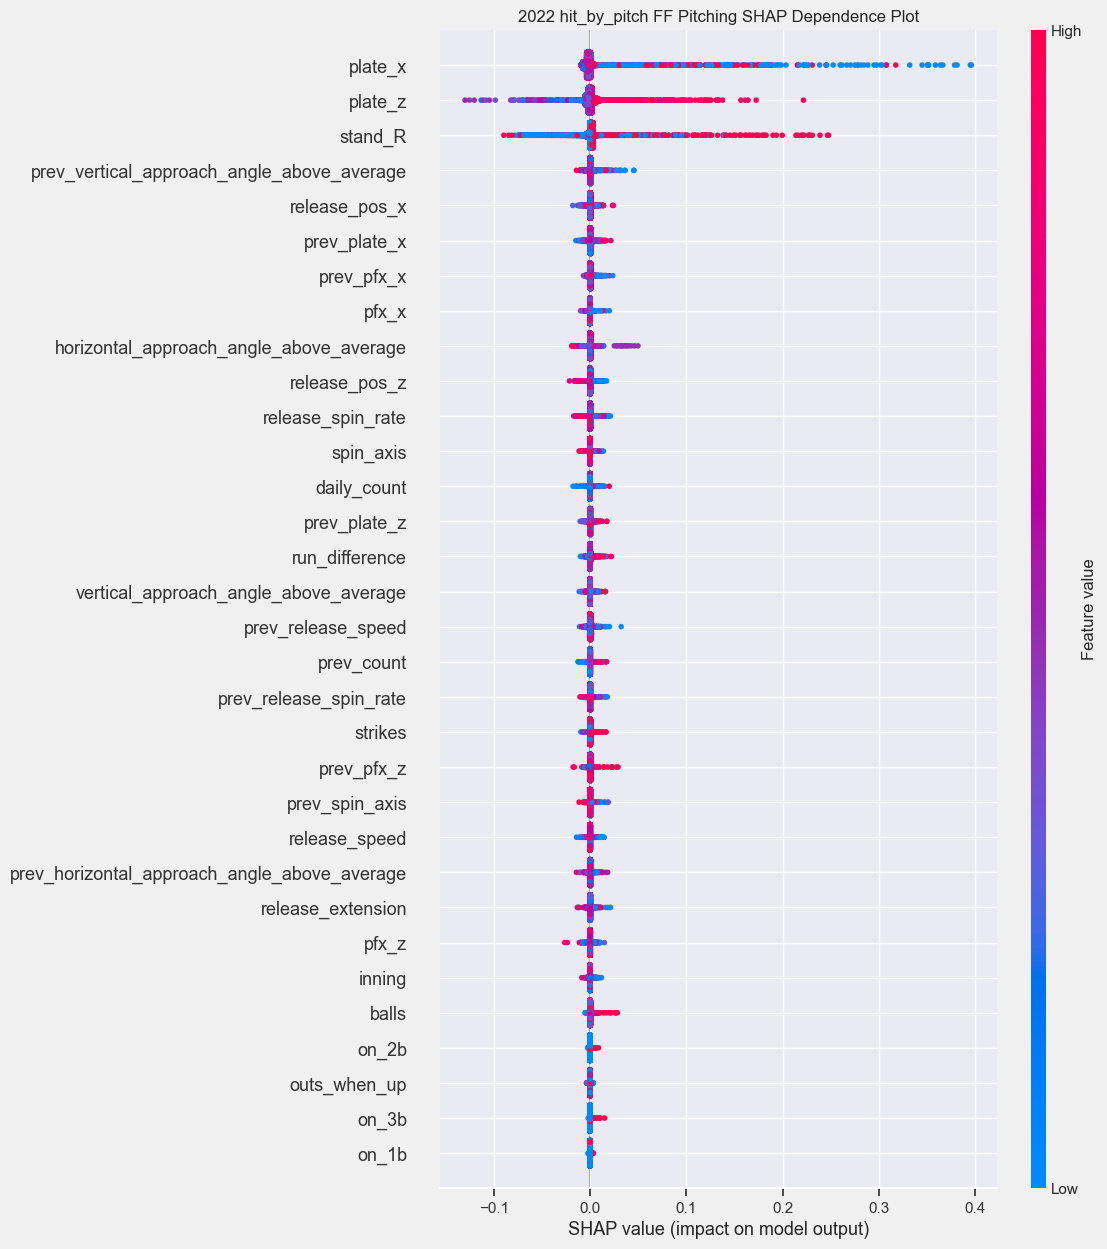 2022 hit_by_pitch FF Pitching SHAP Dependence Plot
High
plate_x
plate_z
stand_R
prev_vertical_approach_angle_above_average
release_pos_x
prev_plate_x
prev_pfx_x
pfx_x
horizontal_approach_angle_above_average
release_pos_z
release_spin_rate
spin_axis
daily_count
prev_plate_z
run_difference
vertical_approach_angle_above_average
prev_release_speed
prev_count
prev_release_spin_rate
strikes
prev_pfx_z
prev_spin_axis
release_speed
prev_horizontal_approach_angle_above_average
release_extension
pfx_z
inning
balls
on_2b
outs_when_up
on_3b
on_1b
Feature value
Low
−0.1 0.0 0.1 0.2 0.3 0.4
SHAP value (impact on model output)